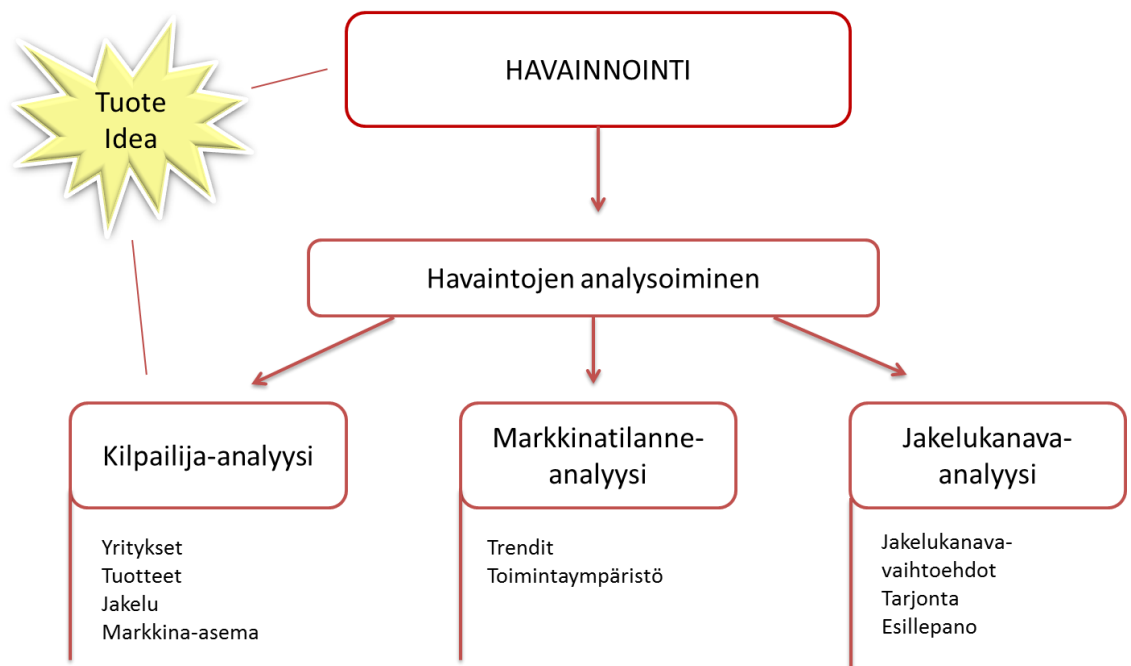 Tuote
Idea
HAVAINNOINTI
Havaintojen analysoiminen
Kilpailija-analyysi
Yritykset
Tuotteet
Jakelu
Markkina-asema
Markkinatilanne-
analyysi
Trendit
Toimintaympäristö
Jakelukanava-
analyysi
Jakelukanava-
vaihtoehdot
Tarjonta
Esillepano